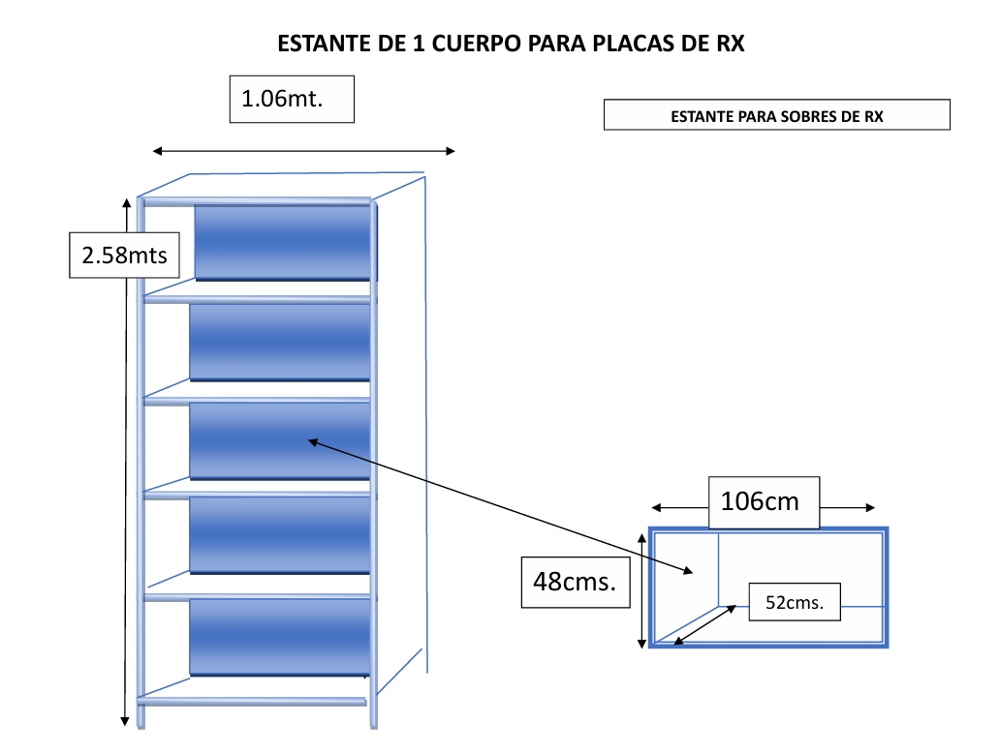 ESTANTE DE 1 CUERPO PARA PLACAS DE RX
1.06mt.
ESTANTE PARA SOBRES DE RX
2.58mts
106cm
48cms.
52cms.